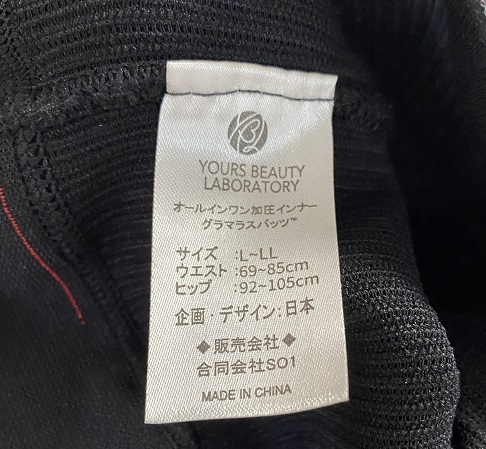 YOURS BEAUTY
LABORATORY
オールインワン加圧インナー
グラマラスパッツ™
サイズ :L~LL
ウエスト:69~85cm
ヒップ :92~105cm
企画・デザイン:日本
◆販売会社◆
合同会社SO1
MADE IN CHINA